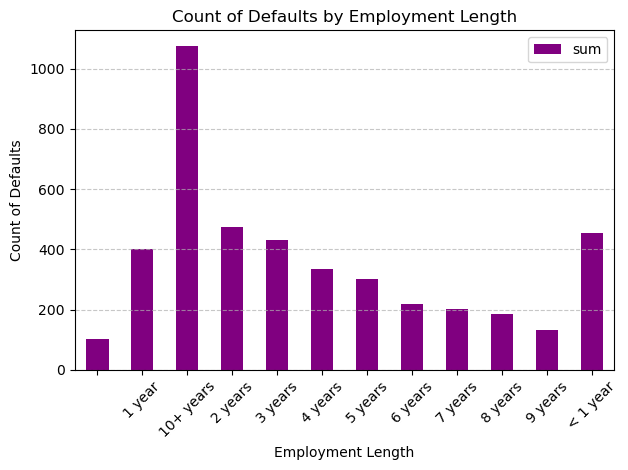 Count of Defaults by Employment Length
sum
Count of Defaults
1000
800
600
400
200
0
1 year
10+ years
2 years
3 years
4 years
5 years
6 years
7 years
8 years
9 years
< 1 year
Employment Length